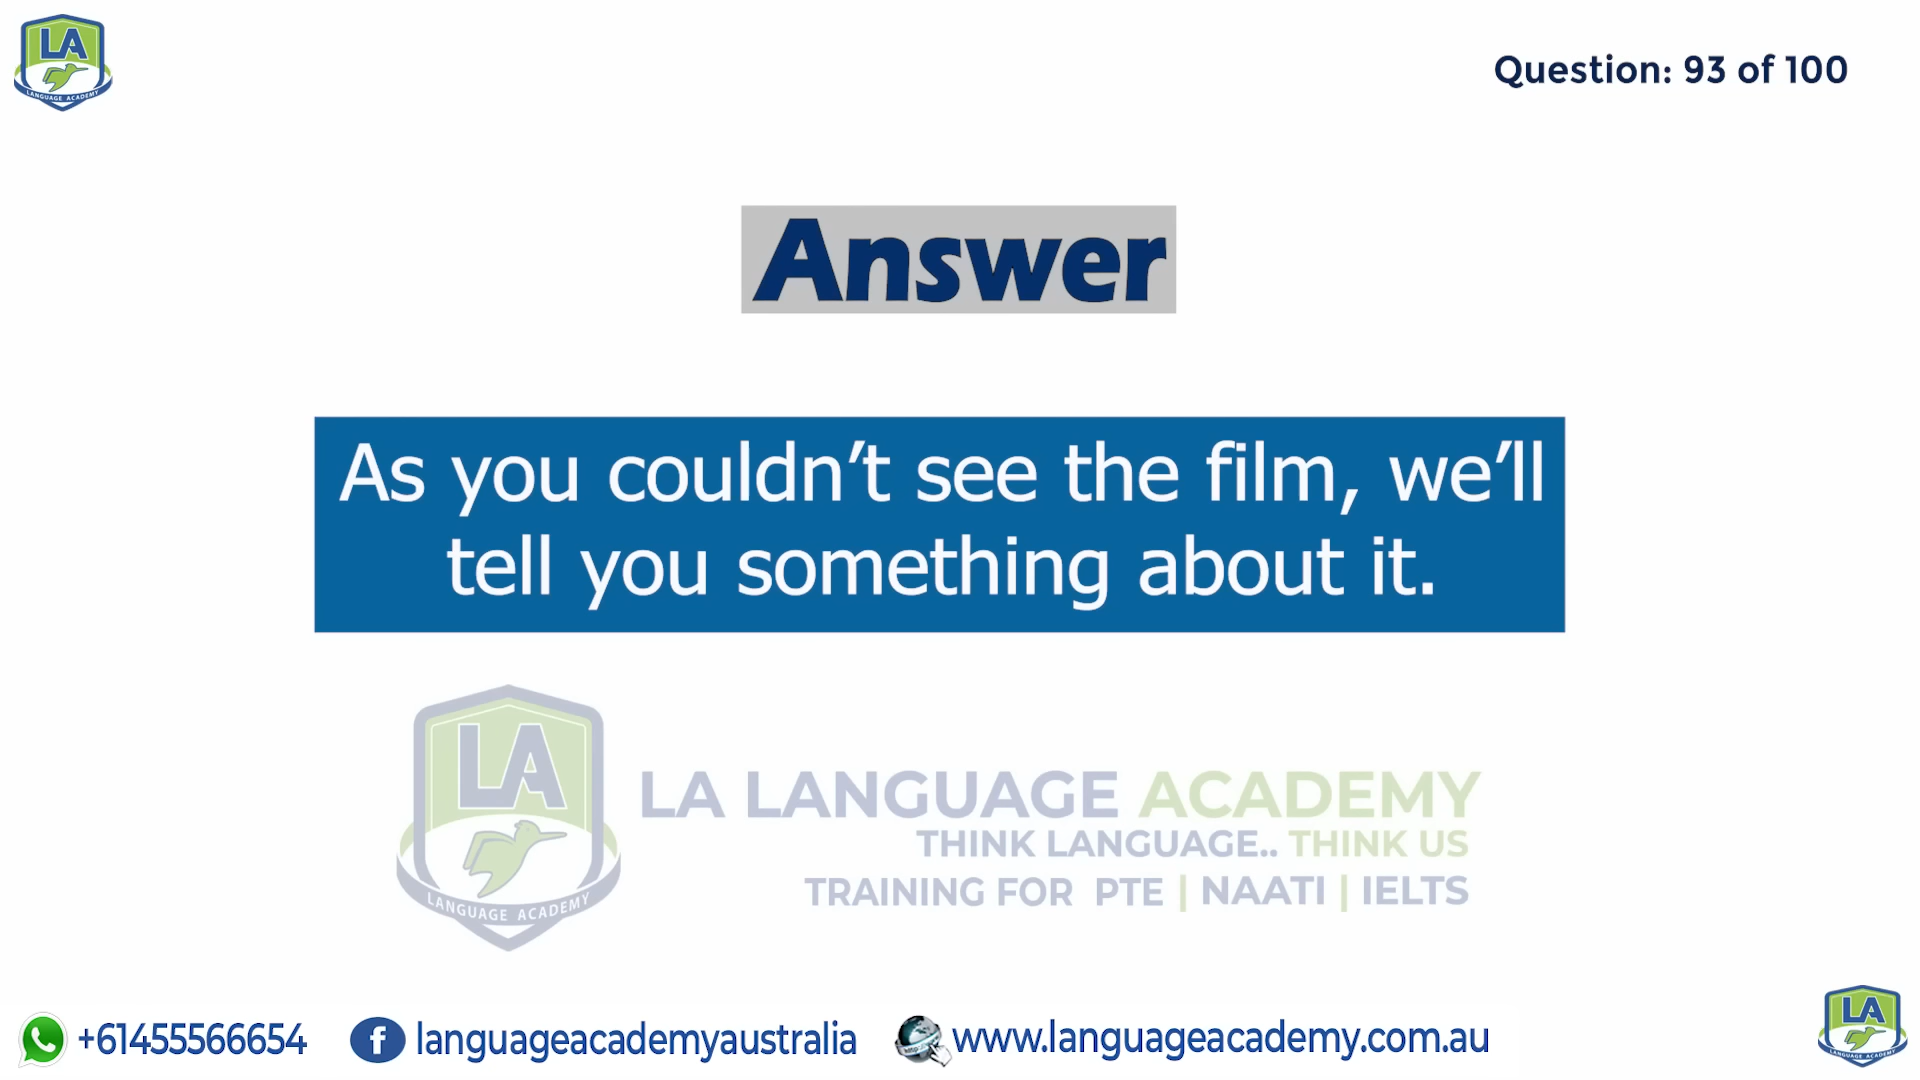 LA
LANGUAGE ACADEMY
Question: 93 of 100
Answer
As you couldn’t see the film, we’ll
tell you something about it.
LA
LANGUAGE ACADEMY
LA LANGUAGE ACADEMY
THINK LANGUAGE.. THINK US
TRAINING FOR PTE | NAATI | IELTS
+61455566654
languageacademyaustralia
www.languageacademy.com.au
LA
LANGUAGE ACADEMY